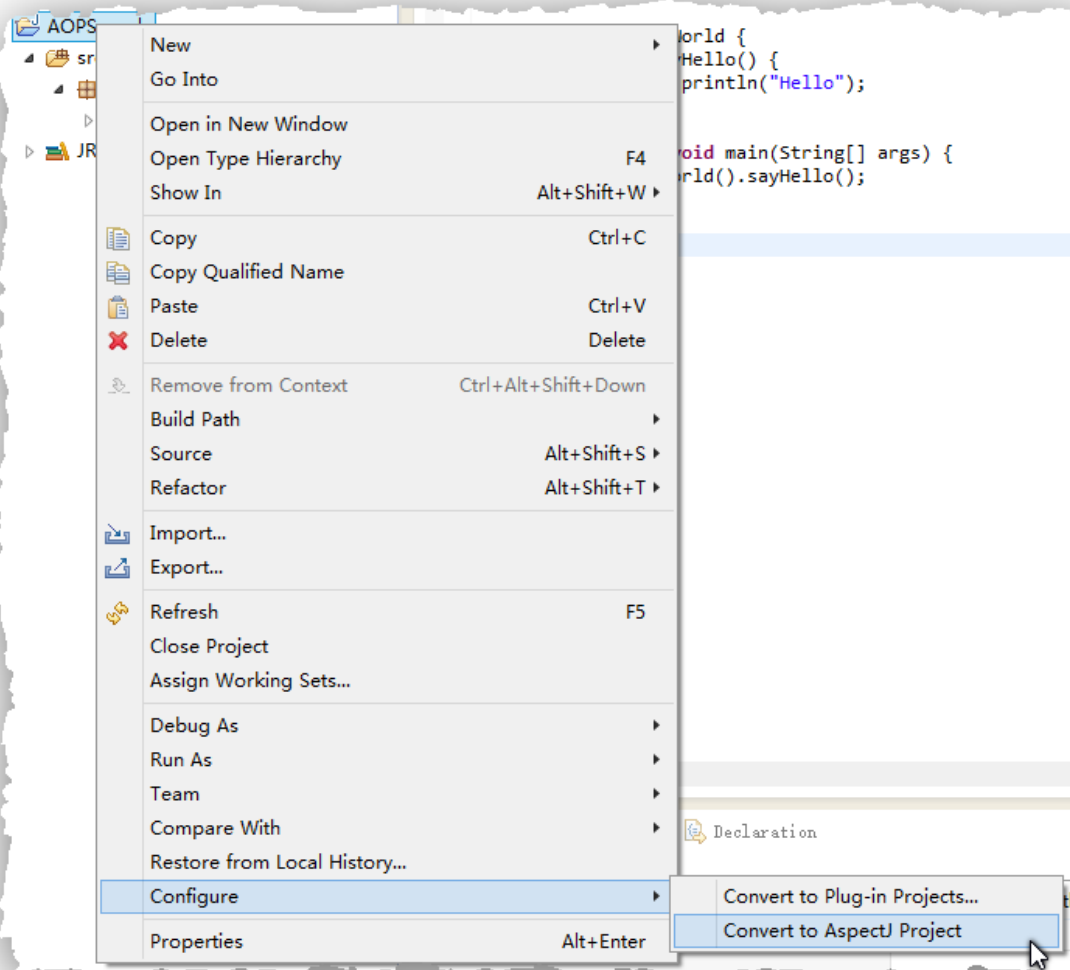 AOPS
New
Go Into
Open in New Window
Open Type Hierarchy F4
Show In Alt+Shift+W
Copy Ctrl+C
Copy Qualified Name
Paste Ctrl+V
Delete Delete
Remove from Context Ctrl+Alt+Shift+Down
Build Path
Source Alt+Shift+S
Refactor Alt+Shift+T
Import...
Export...
Refresh F5
Close Project
Assign Working Sets...
Debug As
Run As
Team
Compare With
Restore from Local History...
Configure
Properties Alt+Enter
Convert to Plug-in Projects...
Convert to AspectJ Project
sr
JR
orld {
Hello() {
println("Hello");
void main(String[] args) {
rld().sayHello();
Declaration